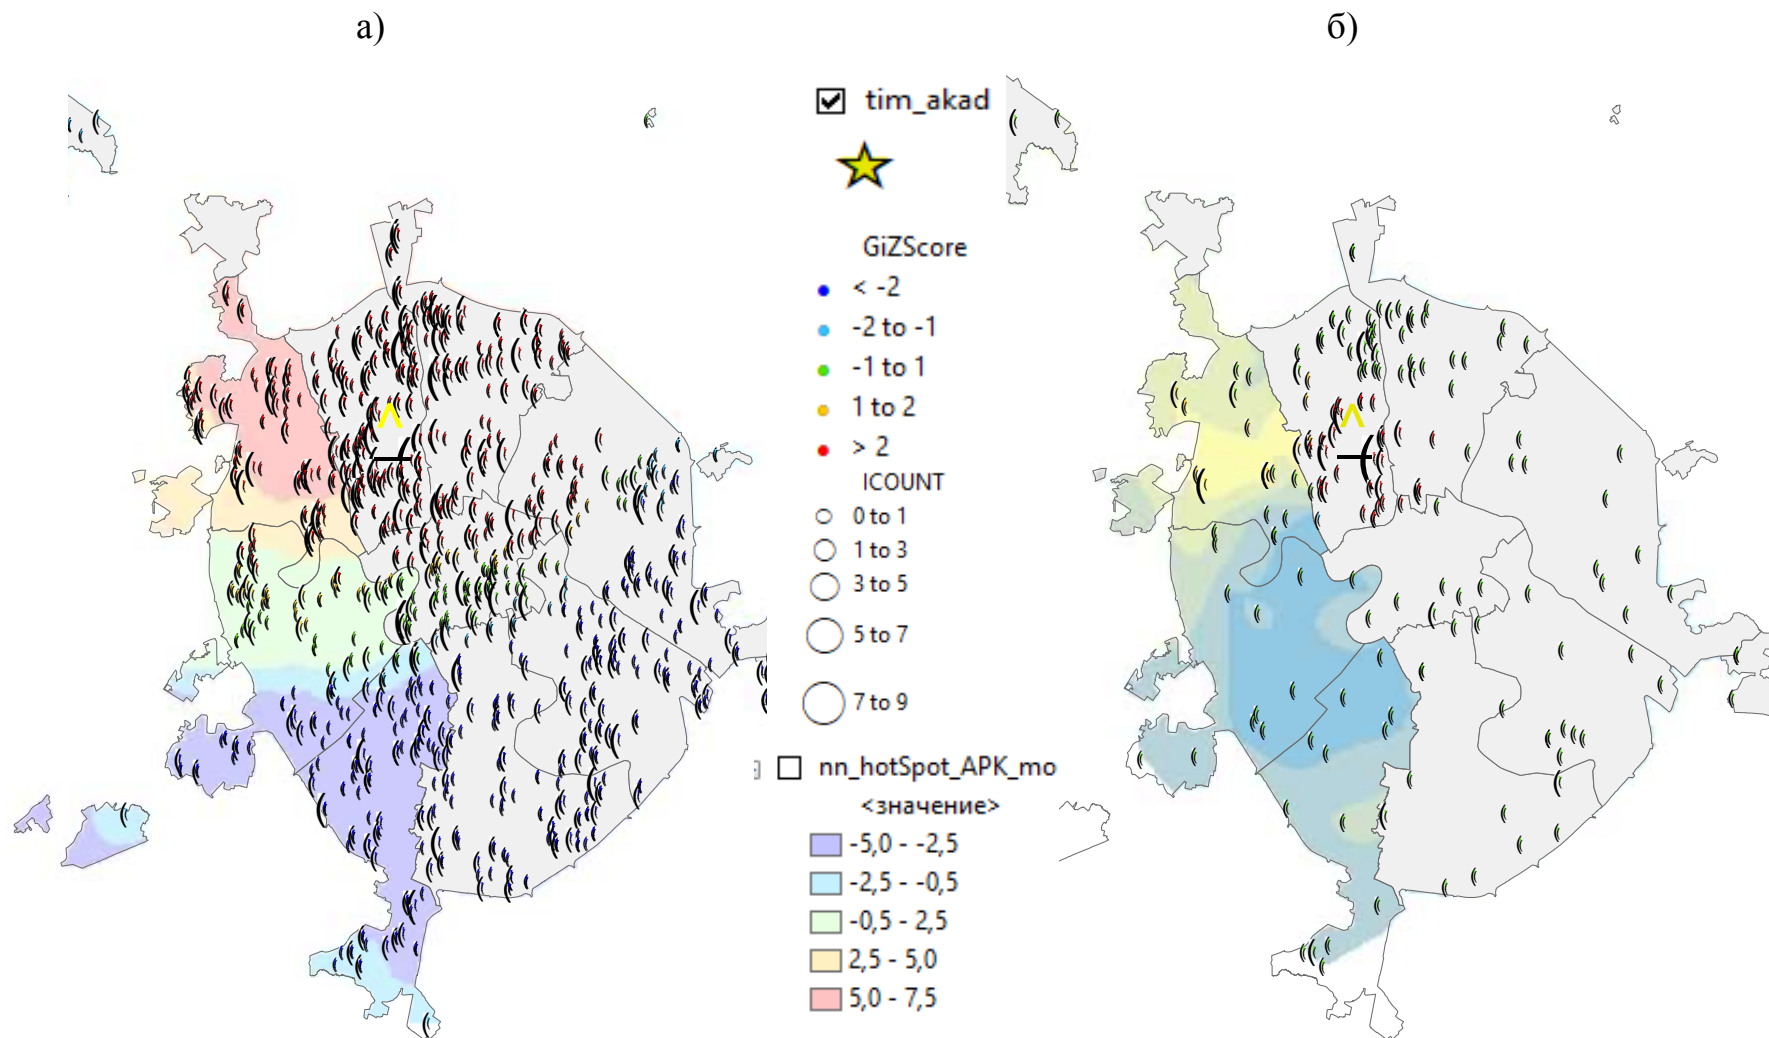 а)
б)
tim_akad
GiZScore
< -2
-2 to -1
-1 to 1
1 to 2
> 2
ICOUNT
0 to 1
1 to 3
3 to 5
5 to 7
7 to 9
nn_hotSpot_APK_mo
<значение>
-5,0 - -2,5
-2,5 - -0,5
-0,5 - 2,5
2,5 - 5,0
5,0 - 7,5